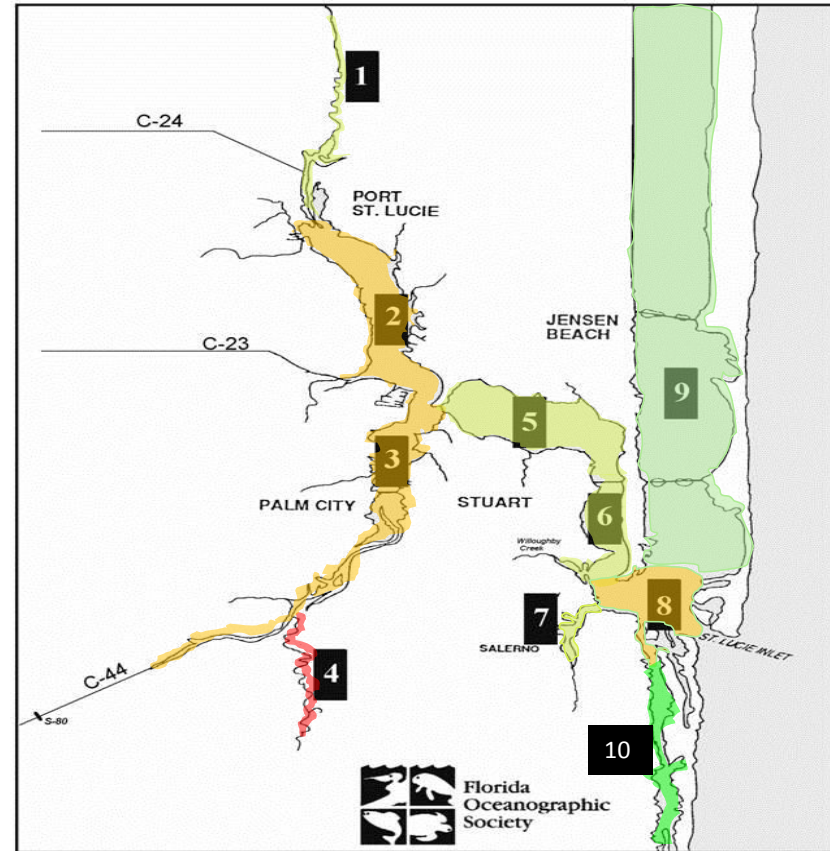 1
C-24
PORT
ST. LUCIE
2
JENSEN
BEACH
C-23
9
5
3
PALM CITY
STUART
6
Willoughby
Creek
7
8
SALERNO
ST. LUCIE INLET
4
C-44
S-80
10
Florida
Oceanographic
Society